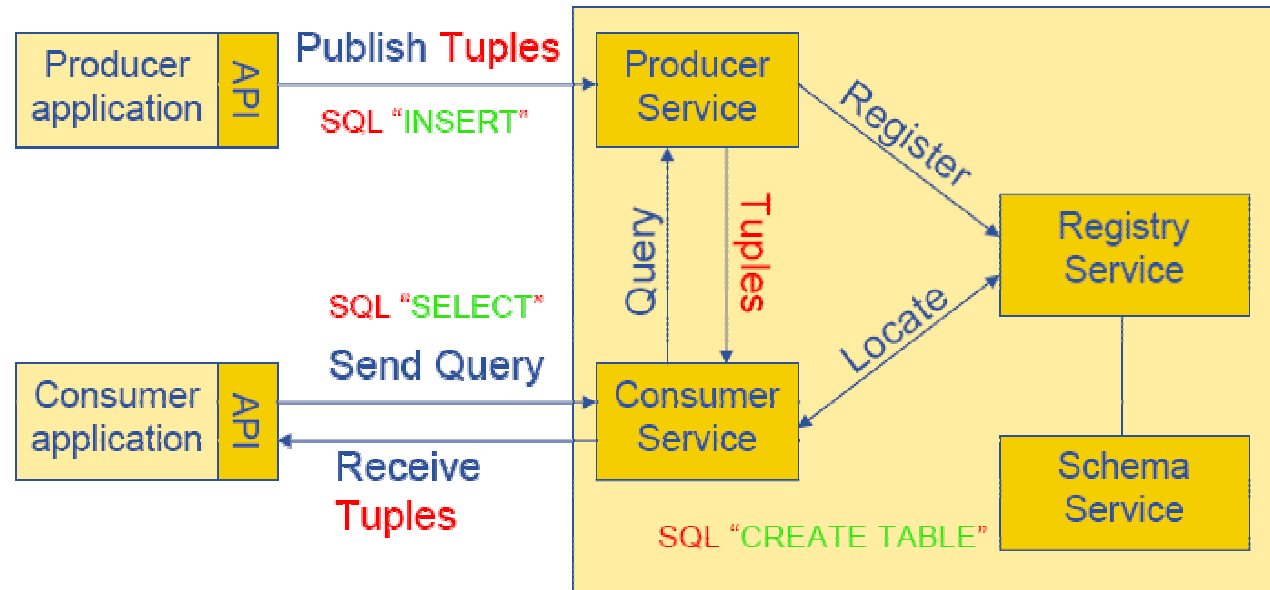 Producer
application
API
Publish Tuples
SQL “INSERT”
Producer
Service
Register
Registry
Service
Query
Tuples
Locate
SQL “SELECT”
Send Query
Consumer
application
API
Receive
Tuples
Consumer
Service
Schema
Service
SQL “CREATE TABLE”